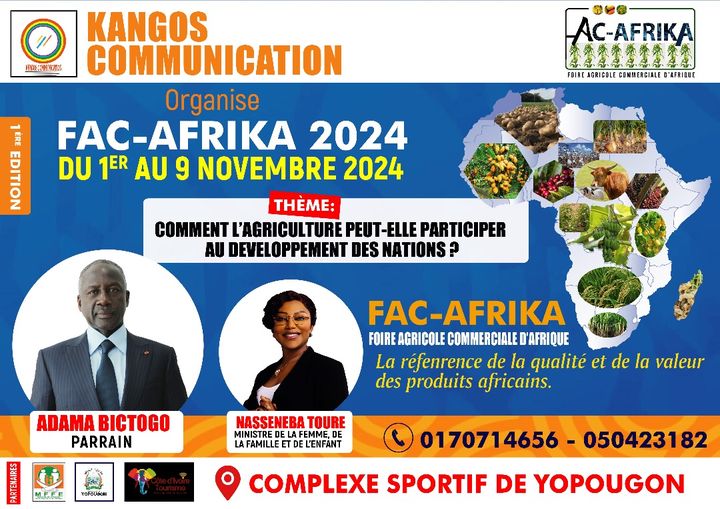 KANGOS
COMMUNICATION
KANGOS COMMUNICATION
AC-AFRIKA
FOIRE AGRICOLE COMMERCIALE D'AFRIQUE
Organise
1ÈRE EDITION
FAC-AFRIKA 2024
DU 1ER AU 9 NOVEMBRE 2024
THÈME:
COMMENT L'AGRICULTURE PEUT-ELLE PARTICIPER
AU DEVELOPPEMENT DES NATIONS ?
FAC-AFRIKA
FOIRE AGRICOLE COMMERCIALE D'AFRIQUE
La réfenrence de la qualité et de la valeur
des produits africains.
ADAMA BICTOGO
PARRAIN
NASSENEBA TOURE
MINISTRE DE LA FEMME, DE
LA FAMILLE ET DE L'ENFANT
0170714656 - 050423182
PARTENAIRES
M.F.F.E
YOPOUGON
Côte d'Ivoire
Tourisme
COMPLEXE SPORTIF DE YOPOUGON